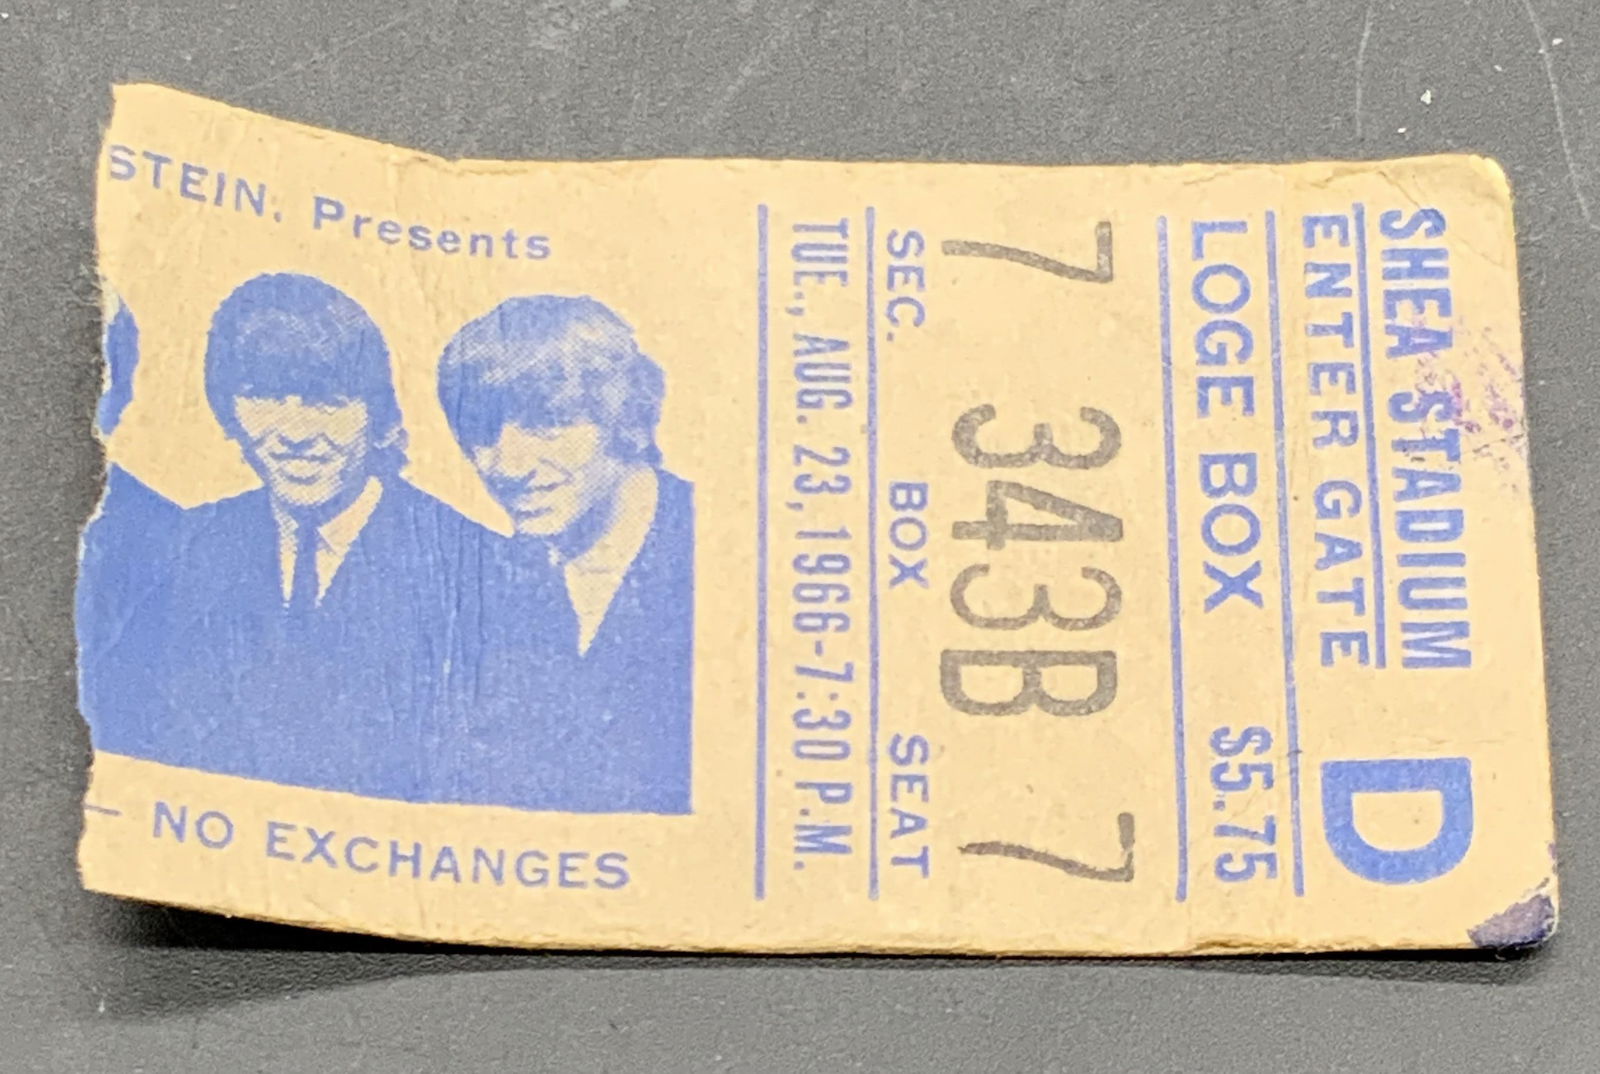 STEIN. Presents
— NO EXCHANGES
SHEA STADIUM
ENTER GATE D
LOGE BOX $5.75
7 343B 7
SEC. BOX SEAT
TUE., AUG. 23, 1966-7:30 P.M.